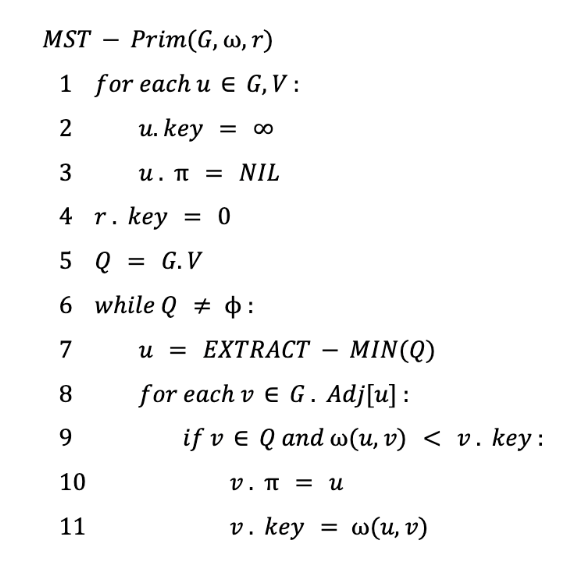 MST − Prim(G, ω, r)
1 for each u ∈ G, V :
2 u. key = ∞
3 u . π = NIL
4 r . key = 0
5 Q = G. V
6 while Q ≠ ϕ :
7 u = EXTRACT − MIN(Q)
8 for each v ∈ G . Adj[u] :
9 if v ∈ Q and ω(u, v) < v . key :
10 v . π = u
11 v . key = ω(u, v)